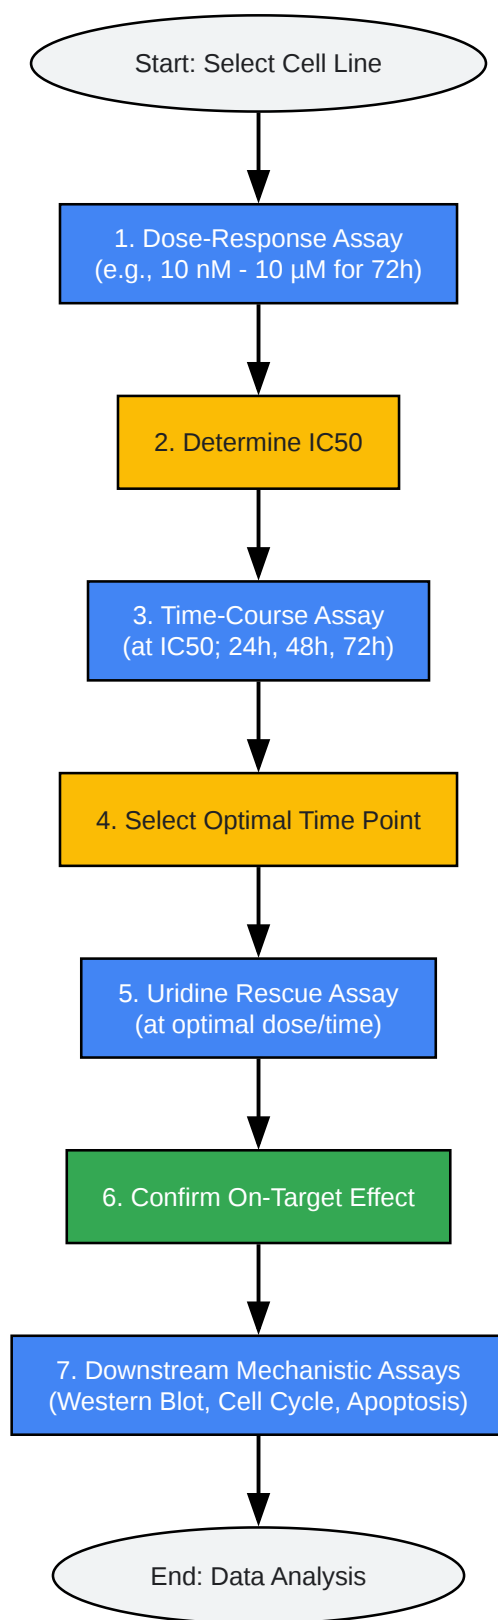 Start: Select Cell Line
1. Dose-Response Assay
(e.g., 10 nM - 10 µM for 72h)
2. Determine IC50
3. Time-Course Assay
(at IC50; 24h, 48h, 72h)
4. Select Optimal Time Point
5. Uridine Rescue Assay
(at optimal dose/time)
6. Confirm On-Target Effect
7. Downstream Mechanistic Assays
(Western Blot, Cell Cycle, Apoptosis)
End: Data Analysis